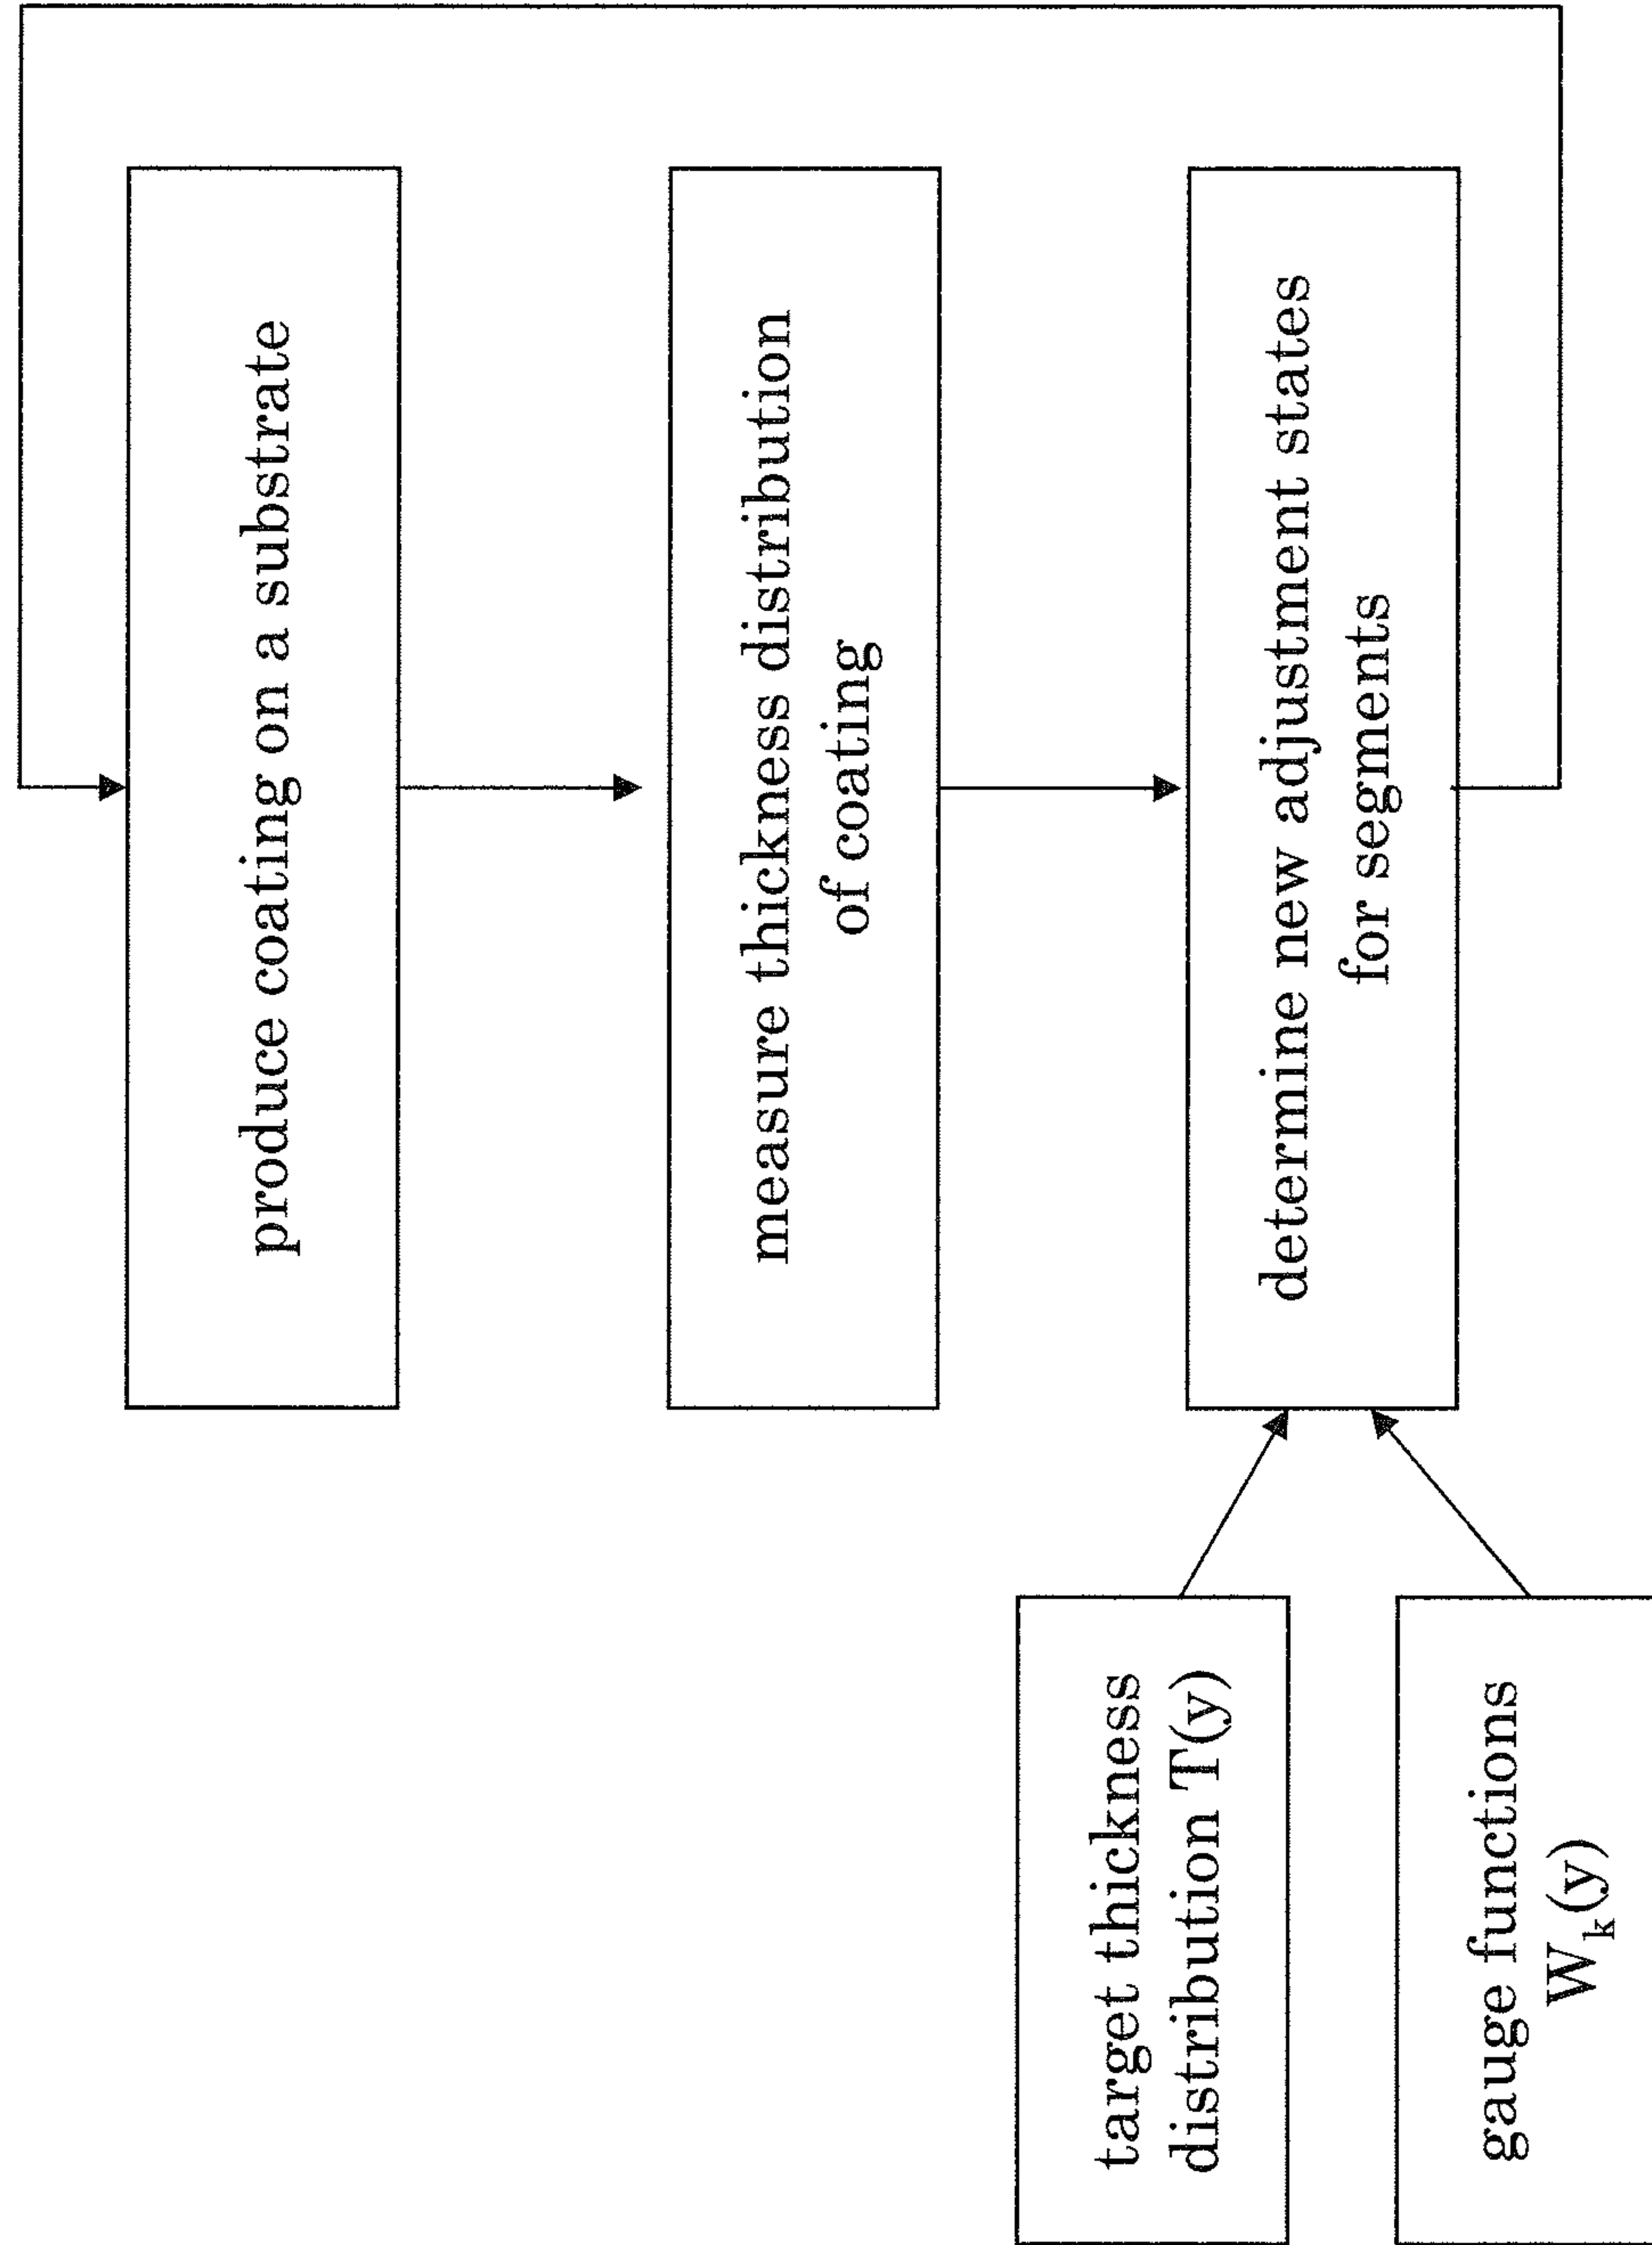 produce coating on a substrate
measure thickness distribution
of coating
determine new adjustment states
for segments
target thickness
distribution T(y)
gauge functions
W_k(y)